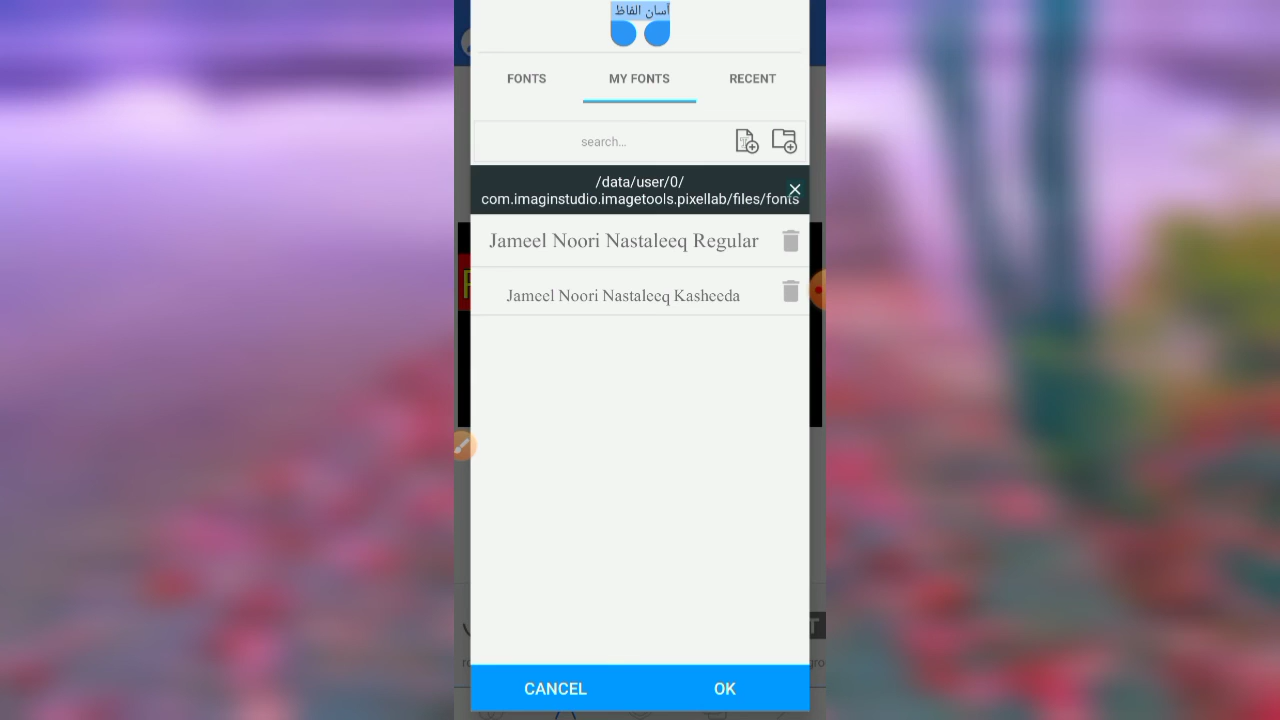 آسان الفاظ
FONTS
MY FONTS
RECENT
search...
/data/user/0/
com.imaginstudio.imagetools.pixellab/files/fonts
Jameel Noori Nastaleeq Regular
Jameel Noori Nastaleeq Kasheeda
CANCEL
OK